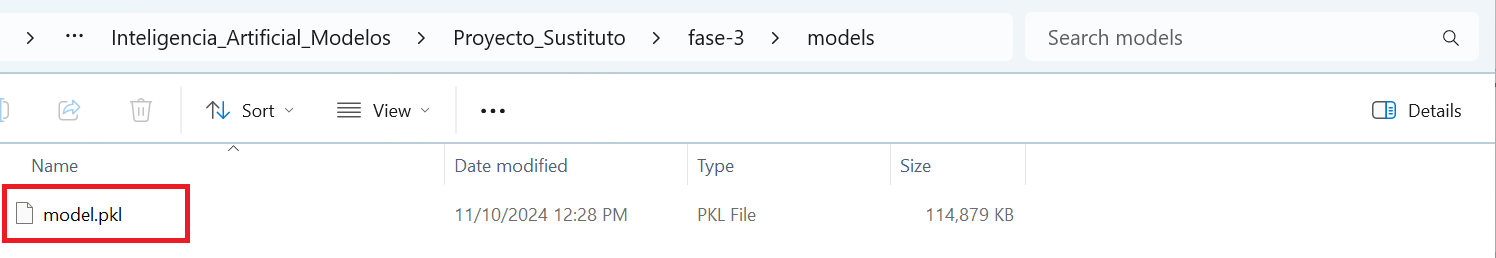 > ··· Inteligencia_Artificial_Modelos > Proyecto_Sustituto > fase-3 > models Search models
Sort View ··· Details
Name Date modified Type Size
model.pkl 11/10/2024 12:28 PM PKL File 114,879 KB